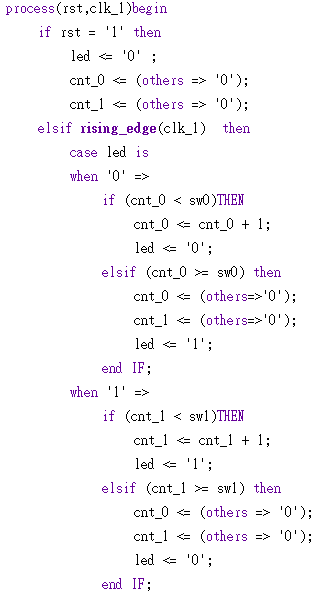 process(rst,clk_1)begin
if rst = '1' then
led <= '0' ;
cnt_0 <= (others => '0');
cnt_1 <= (others => '0');
elsif rising_edge(clk_1)  then
case led is
when '0' =>
if (cnt_0 < sw0)THEN
cnt_0 <= cnt_0 + 1;
led <= '0';
elsif (cnt_0 >= sw0) then
cnt_0 <= (others=>'0');
cnt_1 <= (others=>'0');
led <= '1';
end IF;
when '1' =>
if (cnt_1 < sw1)THEN
cnt_1 <= cnt_1 + 1;
led <= '1';
elsif (cnt_1 >= sw1) then
cnt_0 <= (others => '0');
cnt_1 <= (others => '0');
led <= '0';
end IF;